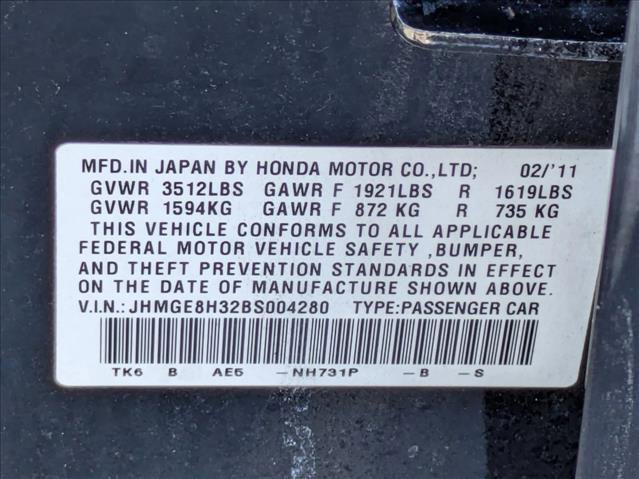 MFD.IN JAPAN BY HONDA MOTOR CO.,LTD; 02/'11
GVWR 3512LBS GAWR F 1921LBS R 1619LBS
GVWR 1594KG GAWR F 872 KG R 735 KG
THIS VEHICLE CONFORMS TO ALL APPLICABLE
FEDERAL MOTOR VEHICLE SAFETY ,BUMPER,
AND THEFT PREVENTION STANDARDS IN EFFECT
ON THE DATE OF MANUFACTURE SHOWN ABOVE.
V.I.N.:JHMGE8H32BS004280 TYPE:PASSENGER CAR
TK6 B AE5 -NH731P -B -S